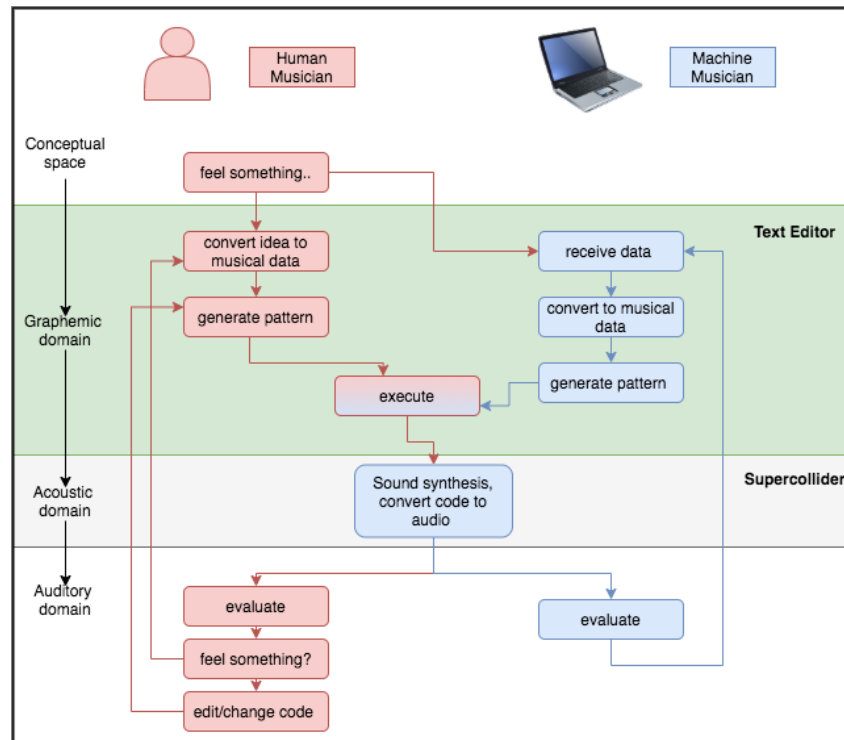 Human
Musician
Machine
Musician
Conceptual
space
feel something..
Text Editor
convert idea to
musical data
receive data
generate pattern
convert to musical
data
Graphemic
domain
generate pattern
execute
Supercollider
Sound synthesis,
convert code to
audio
Acoustic
domain
Auditory
domain
evaluate
evaluate
feel something?
edit/change code